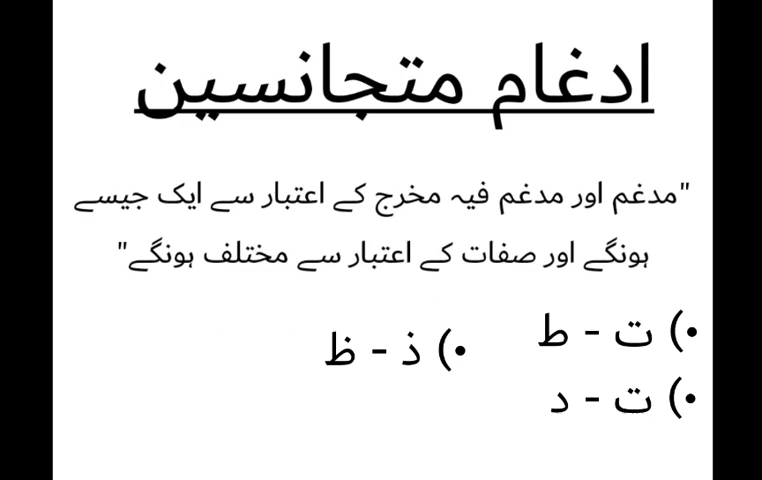 ادغام متجانسین
"مدغم اور مدغم فیہ مخرج کے اعتبار سے ایک جیسے
ہونگے اور صفات کے اعتبار سے مختلف ہونگے"
•) ت - ط
•) ذ - ظ
•) ت - د